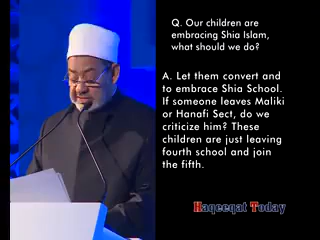 Q. Our children are
embracing Shia Islam,
what should we do?
A. Let them convert and
to embrace Shia School.
If someone leaves Maliki
or Hanafi Sect, do we
criticize him? These
children are just leaving
fourth school and join
the fifth.
Haqeeqat Today